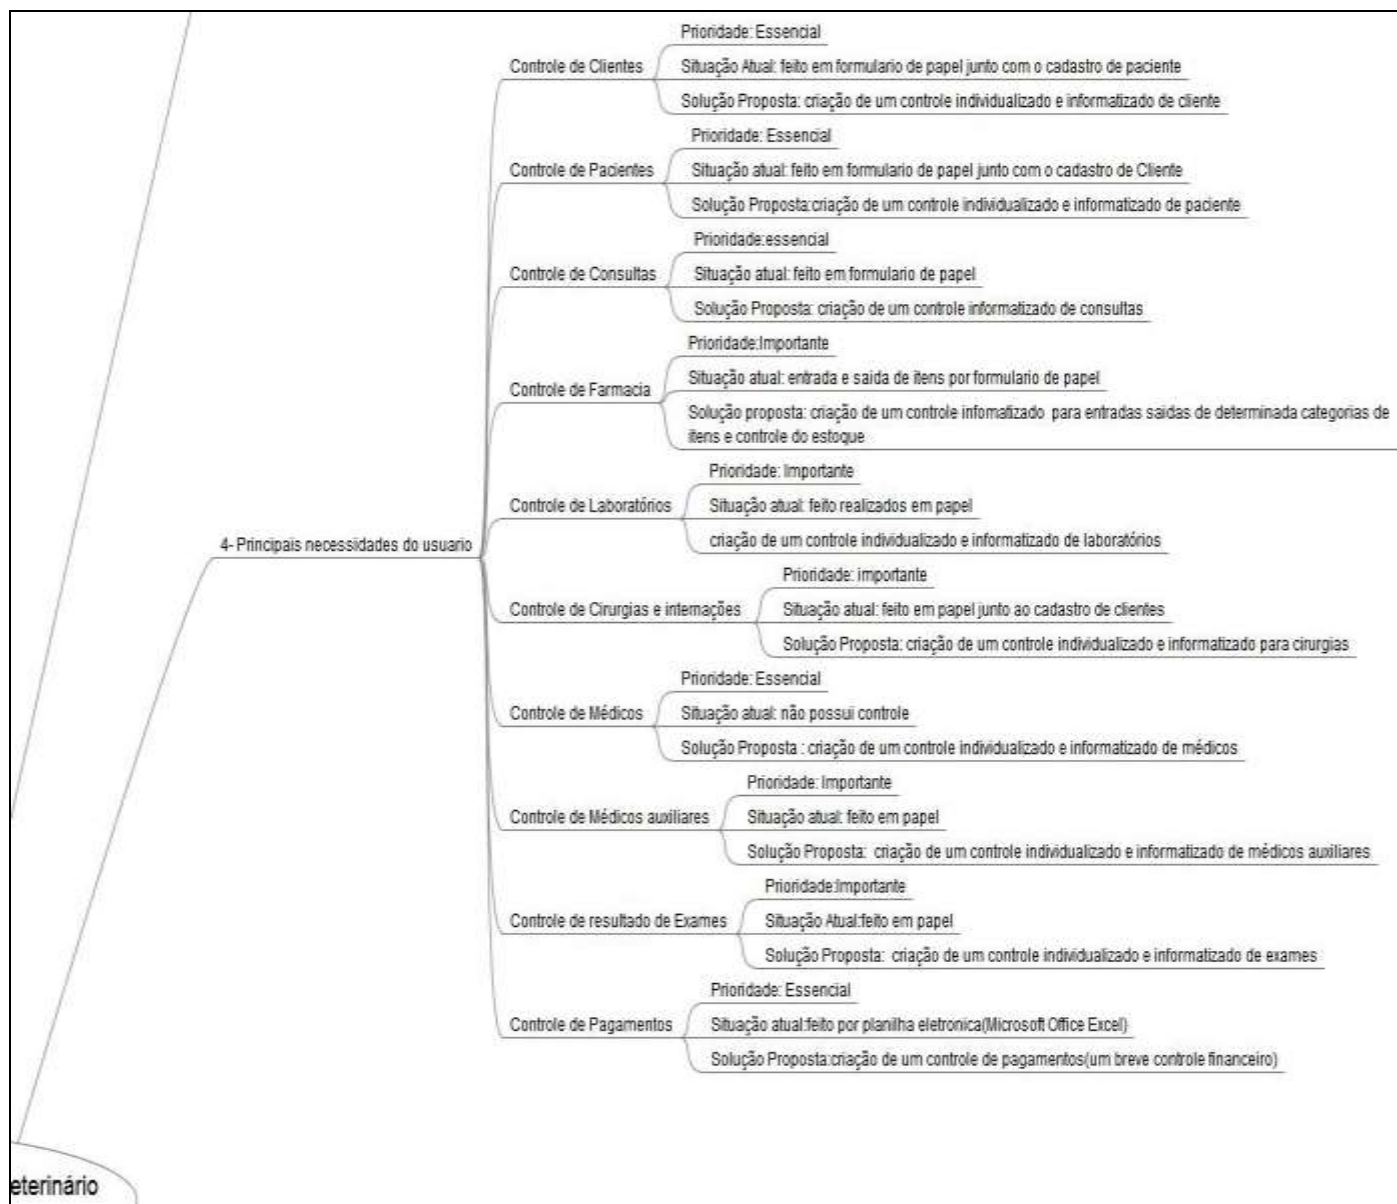 Prioridade: Essencial
Controle de Clientes
Situação Atual: feito em formulario de papel junto com o cadastro de paciente
Solução Proposta: criação de um controle individualizado e informatizado de cliente
Prioridade: Essencial
Controle de Pacientes
Situação atual: feito em formulario de papel junto com o cadastro de Cliente
Solução Proposta:criação de um controle individualizado e informatizado de paciente
Prioridade:essencial
Controle de Consultas
Situação atual: feito em formulario de papel
Solução Proposta: criação de um controle informatizado de consultas
Prioridade:Importante
Controle de Farmacia
Situação atual: entrada e saida de itens por formulario de papel
Solução proposta: criação de um controle infomatizado para entradas saidas de determinada categorias de
itens e controle do estoque
Prioridade: Importante
Controle de Laboratórios
Situação atual: feito realizados em papel
criação de um controle individualizado e informatizado de laboratórios
4- Principais necessidades do usuario
Prioridade: importante
Controle de Cirurgias e internações
Situação atual: feito em papel junto ao cadastro de clientes
Solução Proposta: criação de um controle individualizado e informatizado para cirurgias
Prioridade: Essencial
Controle de Médicos
Situação atual: não possui controle
Solução Proposta : criação de um controle individualizado e informatizado de médicos
Prioridade: Importante
Controle de Médicos auxiliares
Situação atual: feito em papel
Solução Proposta: criação de um controle individualizado e informatizado de médicos auxiliares
Prioridade:Importante
Controle de resultado de Exames
Situação Atual:feito em papel
Solução Proposta: criação de um controle individualizado e informatizado de exames
Prioridade: Essencial
Controle de Pagamentos
Situação atual:feito por planilha eletronica(Microsoft Office Excel)
Solução Proposta:criação de um controle de pagamentos(um breve controle financeiro)
eterinário